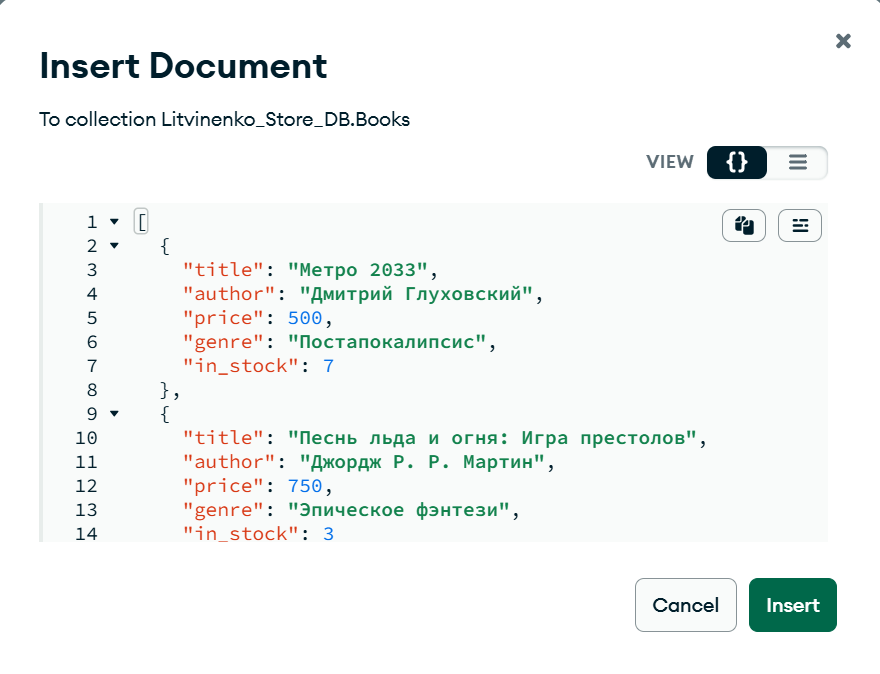 Insert Document
To collection Litvinenko_Store_DB.Books
VIEW {}
1 [
2 {
3 "title": "Метро 2033",
4 "author": "Дмитрий Глуховский",
5 "price": 500,
6 "genre": "Постапокалипсис",
7 "in_stock": 7
8 },
9 {
10 "title": "Песнь льда и огня: Игра престолов",
11 "author": "Джордж Р. Р. Мартин",
12 "price": 750,
13 "genre": "Эпическое фэнтези",
14 "in_stock": 3
Cancel Insert